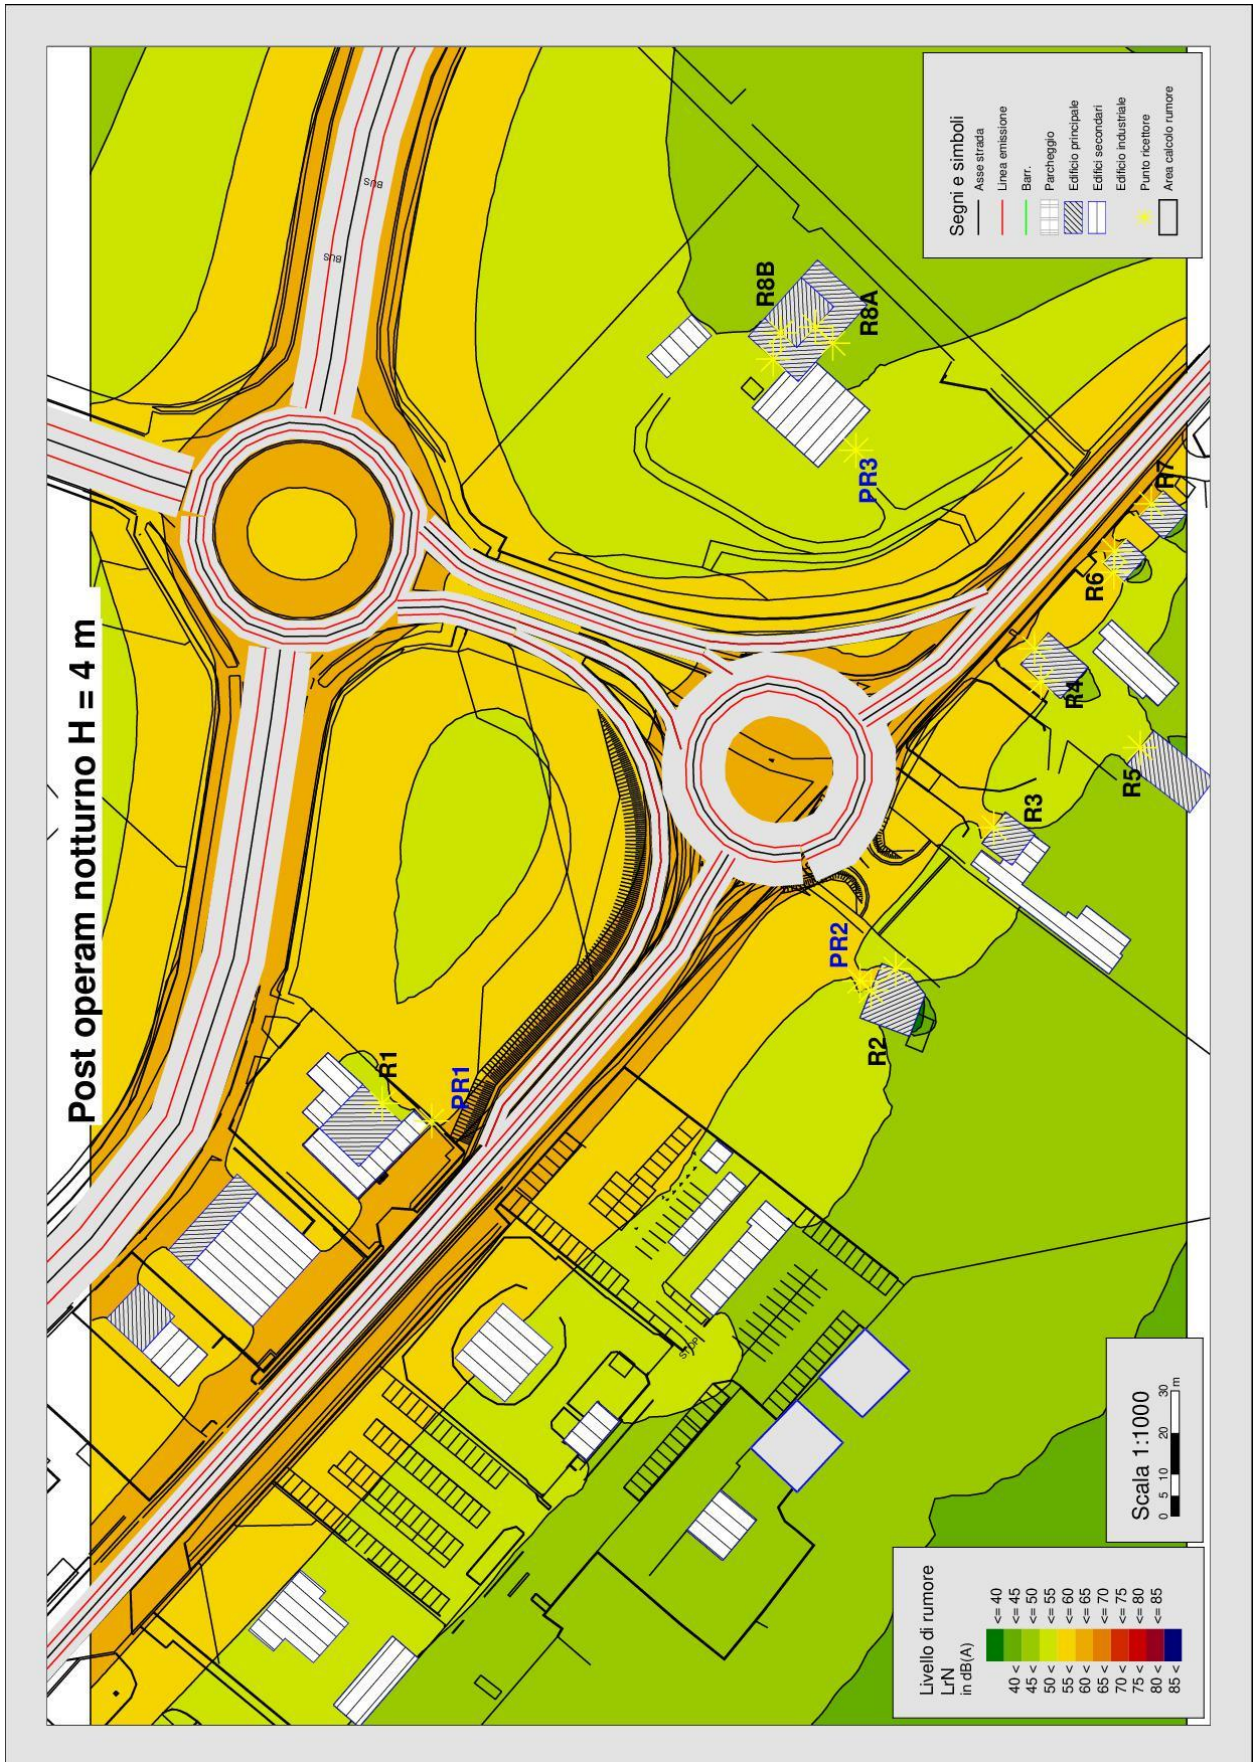 Post operam notturno H = 4 m
BUS
BUS
R1
PR1
PR2
R2
R3
R4
R5
R6
R7
PR3
R8A
R8B
STOP
Livello di rumore
LrN
in dB(A)
<= 40
40 < <= 45
45 < <= 50
50 < <= 55
55 < <= 60
60 < <= 65
65 < <= 70
70 < <= 75
75 < <= 80
80 < <= 85
85 <
Scala 1:1000
0 5 10 20 30
m
Segni e simboli
Asse strada
Linea emissione
Barr.
Parcheggio
Edificio principale
Edifici secondari
Edificio industriale
Punto ricettore
Area calcolo rumore